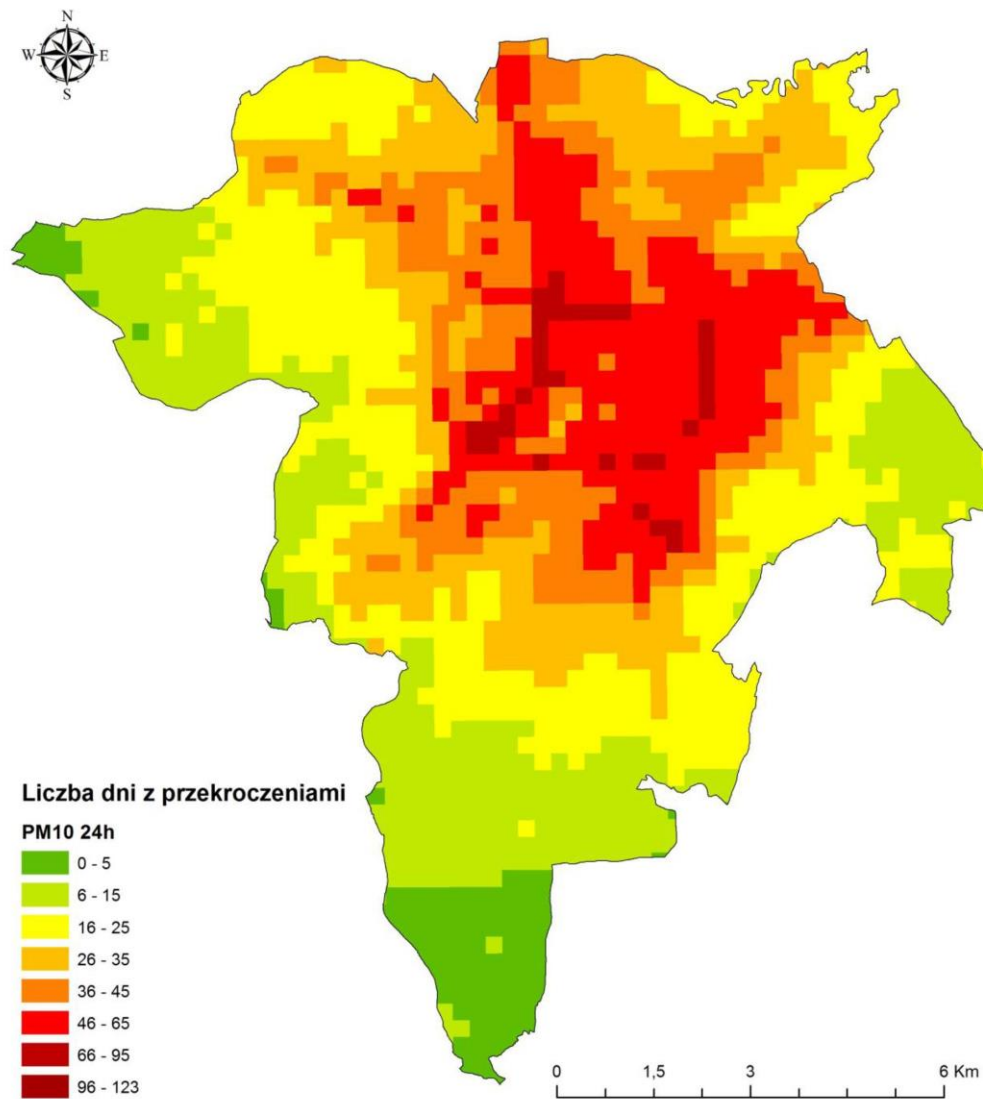 N
W E
S
Liczba dni z przekroczeniami
PM10 24h
0 - 5
6 - 15
16 - 25
26 - 35
36 - 45
46 - 65
66 - 95
96 - 123
0 1,5 3 6 Km